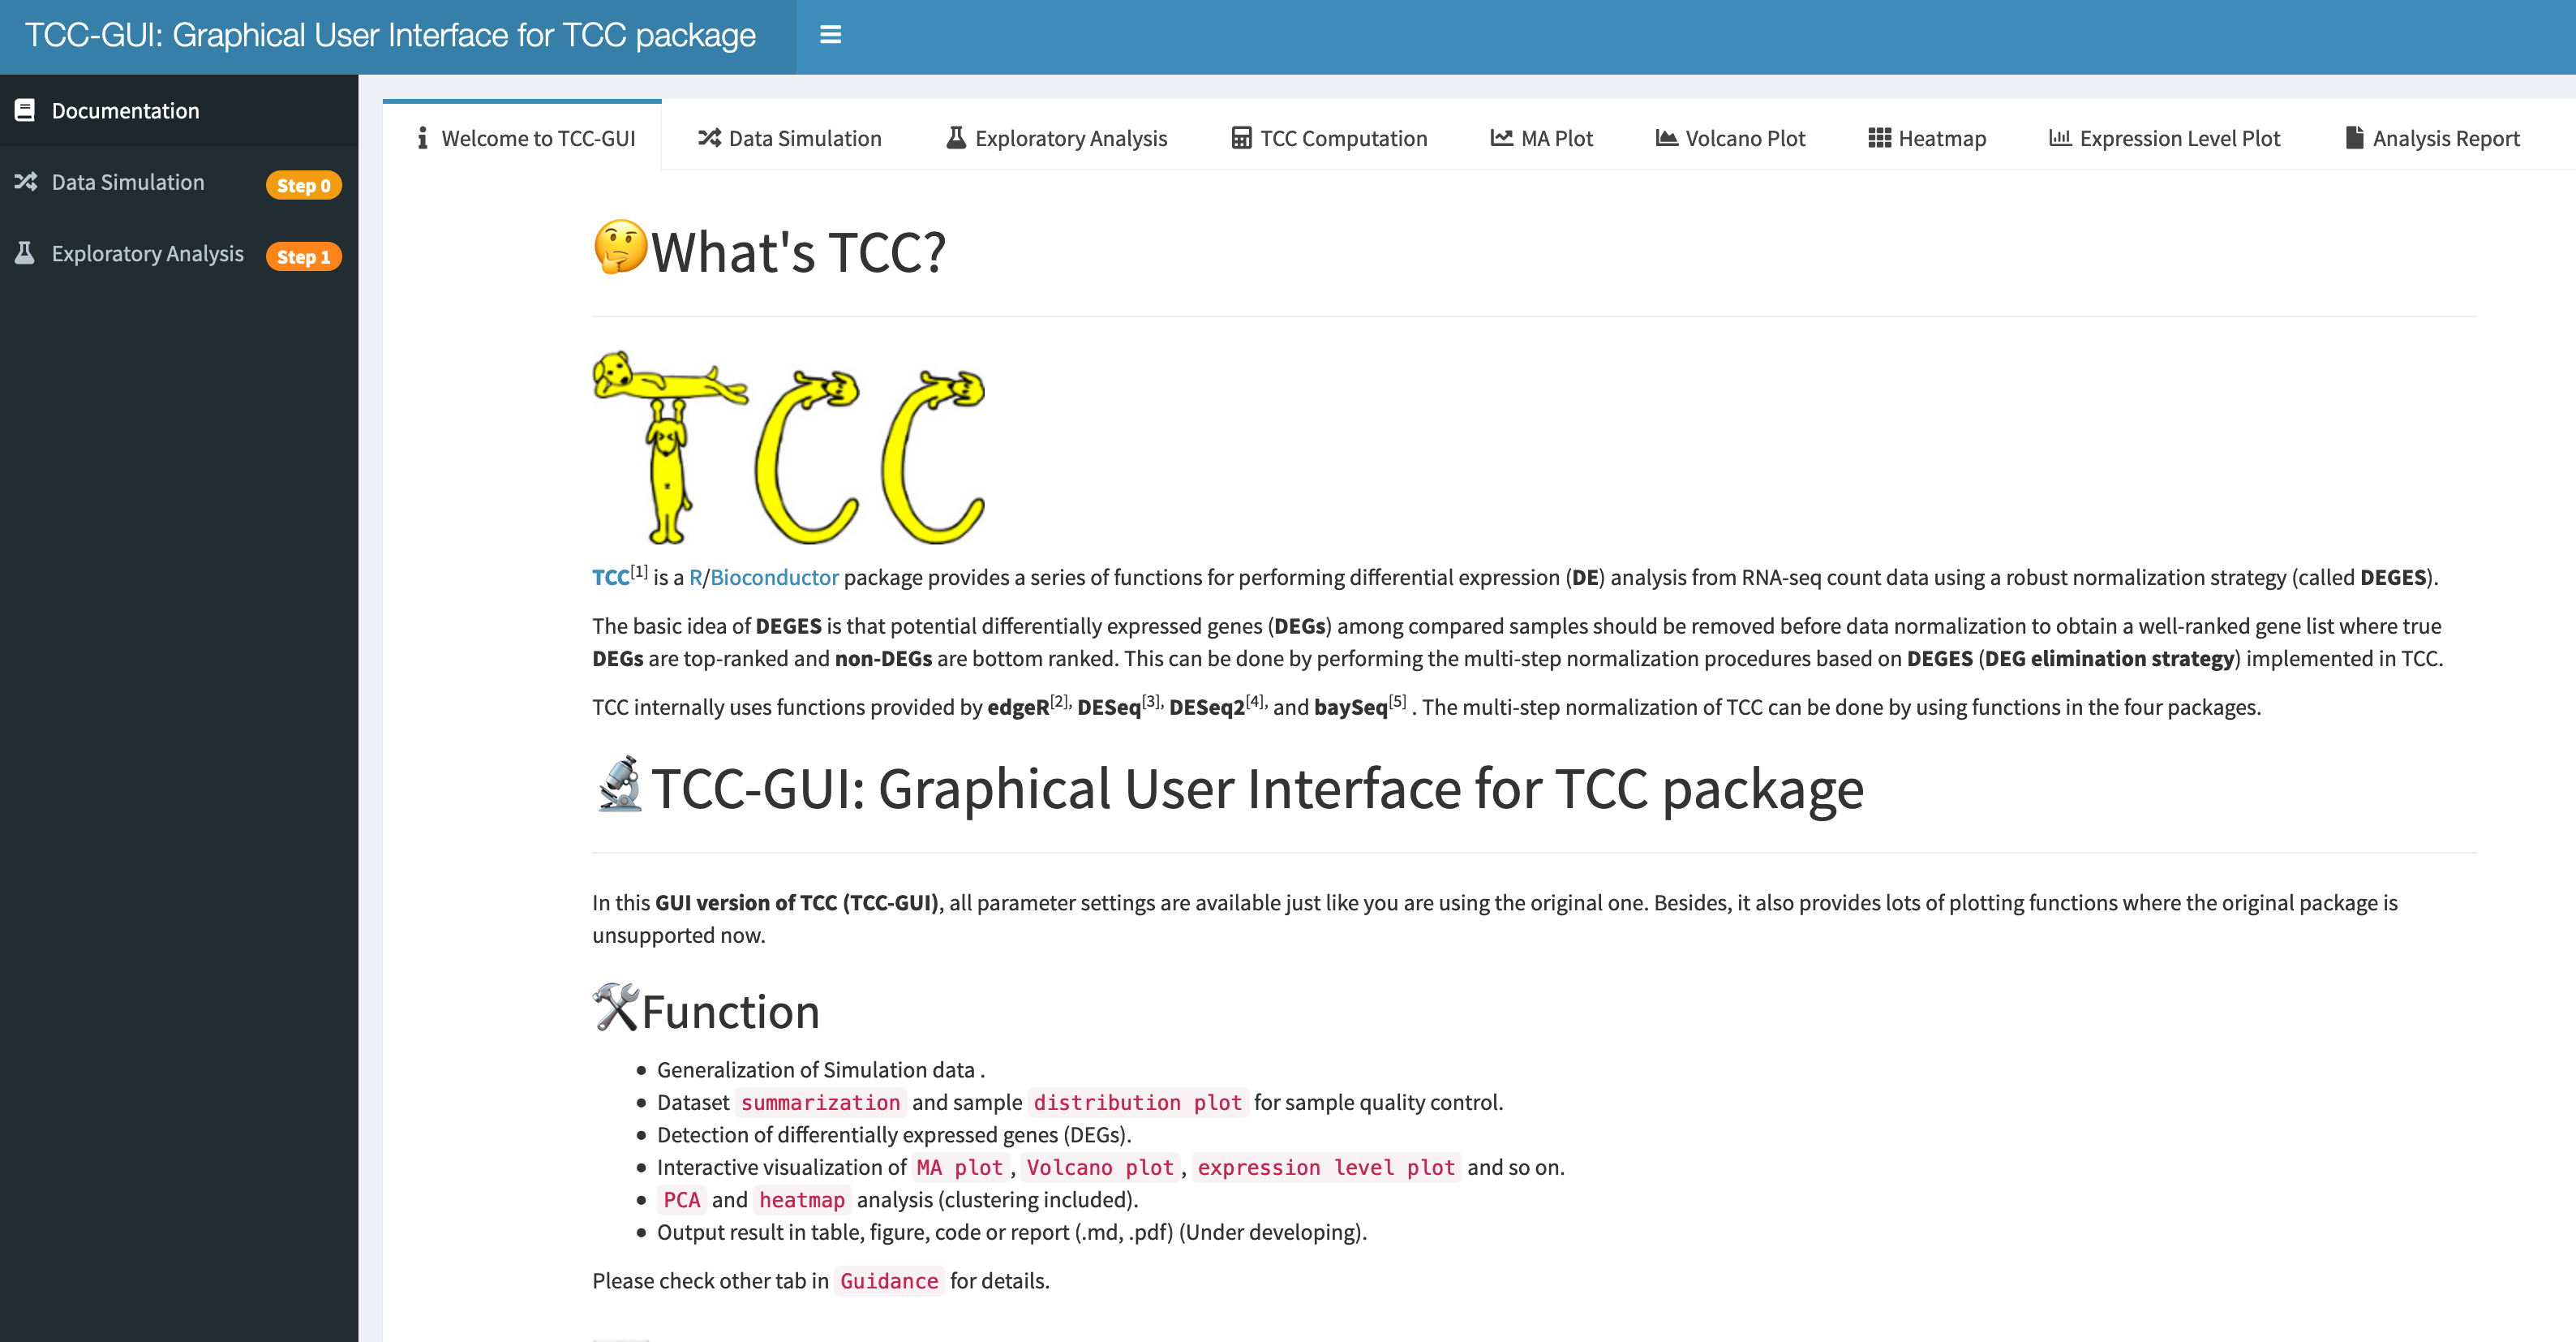 TCC-GUI: Graphical User Interface for TCC package
Documentation
Data Simulation Step 0
Exploratory Analysis Step 1
Welcome to TCC-GUI Data Simulation Exploratory Analysis TCC Computation MA Plot Volcano Plot Heatmap Expression Level Plot Analysis Report
🤔What's TCC?
TCC
TCC[1] is a R/Bioconductor package provides a series of functions for performing differential expression (DE) analysis from RNA-seq count data using a robust normalization strategy (called DEGES).
The basic idea of DEGES is that potential differentially expressed genes (DEGs) among compared samples should be removed before data normalization to obtain a well-ranked gene list where true
DEGs are top-ranked and non-DEGs are bottom ranked. This can be done by performing the multi-step normalization procedures based on DEGES (DEG elimination strategy) implemented in TCC.
TCC internally uses functions provided by edgeR[2], DESeq[3], DESeq2[4], and baySeq[5] . The multi-step normalization of TCC can be done by using functions in the four packages.
🔬TCC-GUI: Graphical User Interface for TCC package
In this GUI version of TCC (TCC-GUI), all parameter settings are available just like you are using the original one. Besides, it also provides lots of plotting functions where the original package is
unsupported now.
🛠Function
• Generalization of Simulation data .
• Dataset summarization and sample distribution plot for sample quality control.
• Detection of differentially expressed genes (DEGs).
• Interactive visualization of MA plot , Volcano plot , expression level plot and so on.
• PCA and heatmap analysis (clustering included).
• Output result in table, figure, code or report (.md, .pdf) (Under developing).
Please check other tab in Guidance for details.